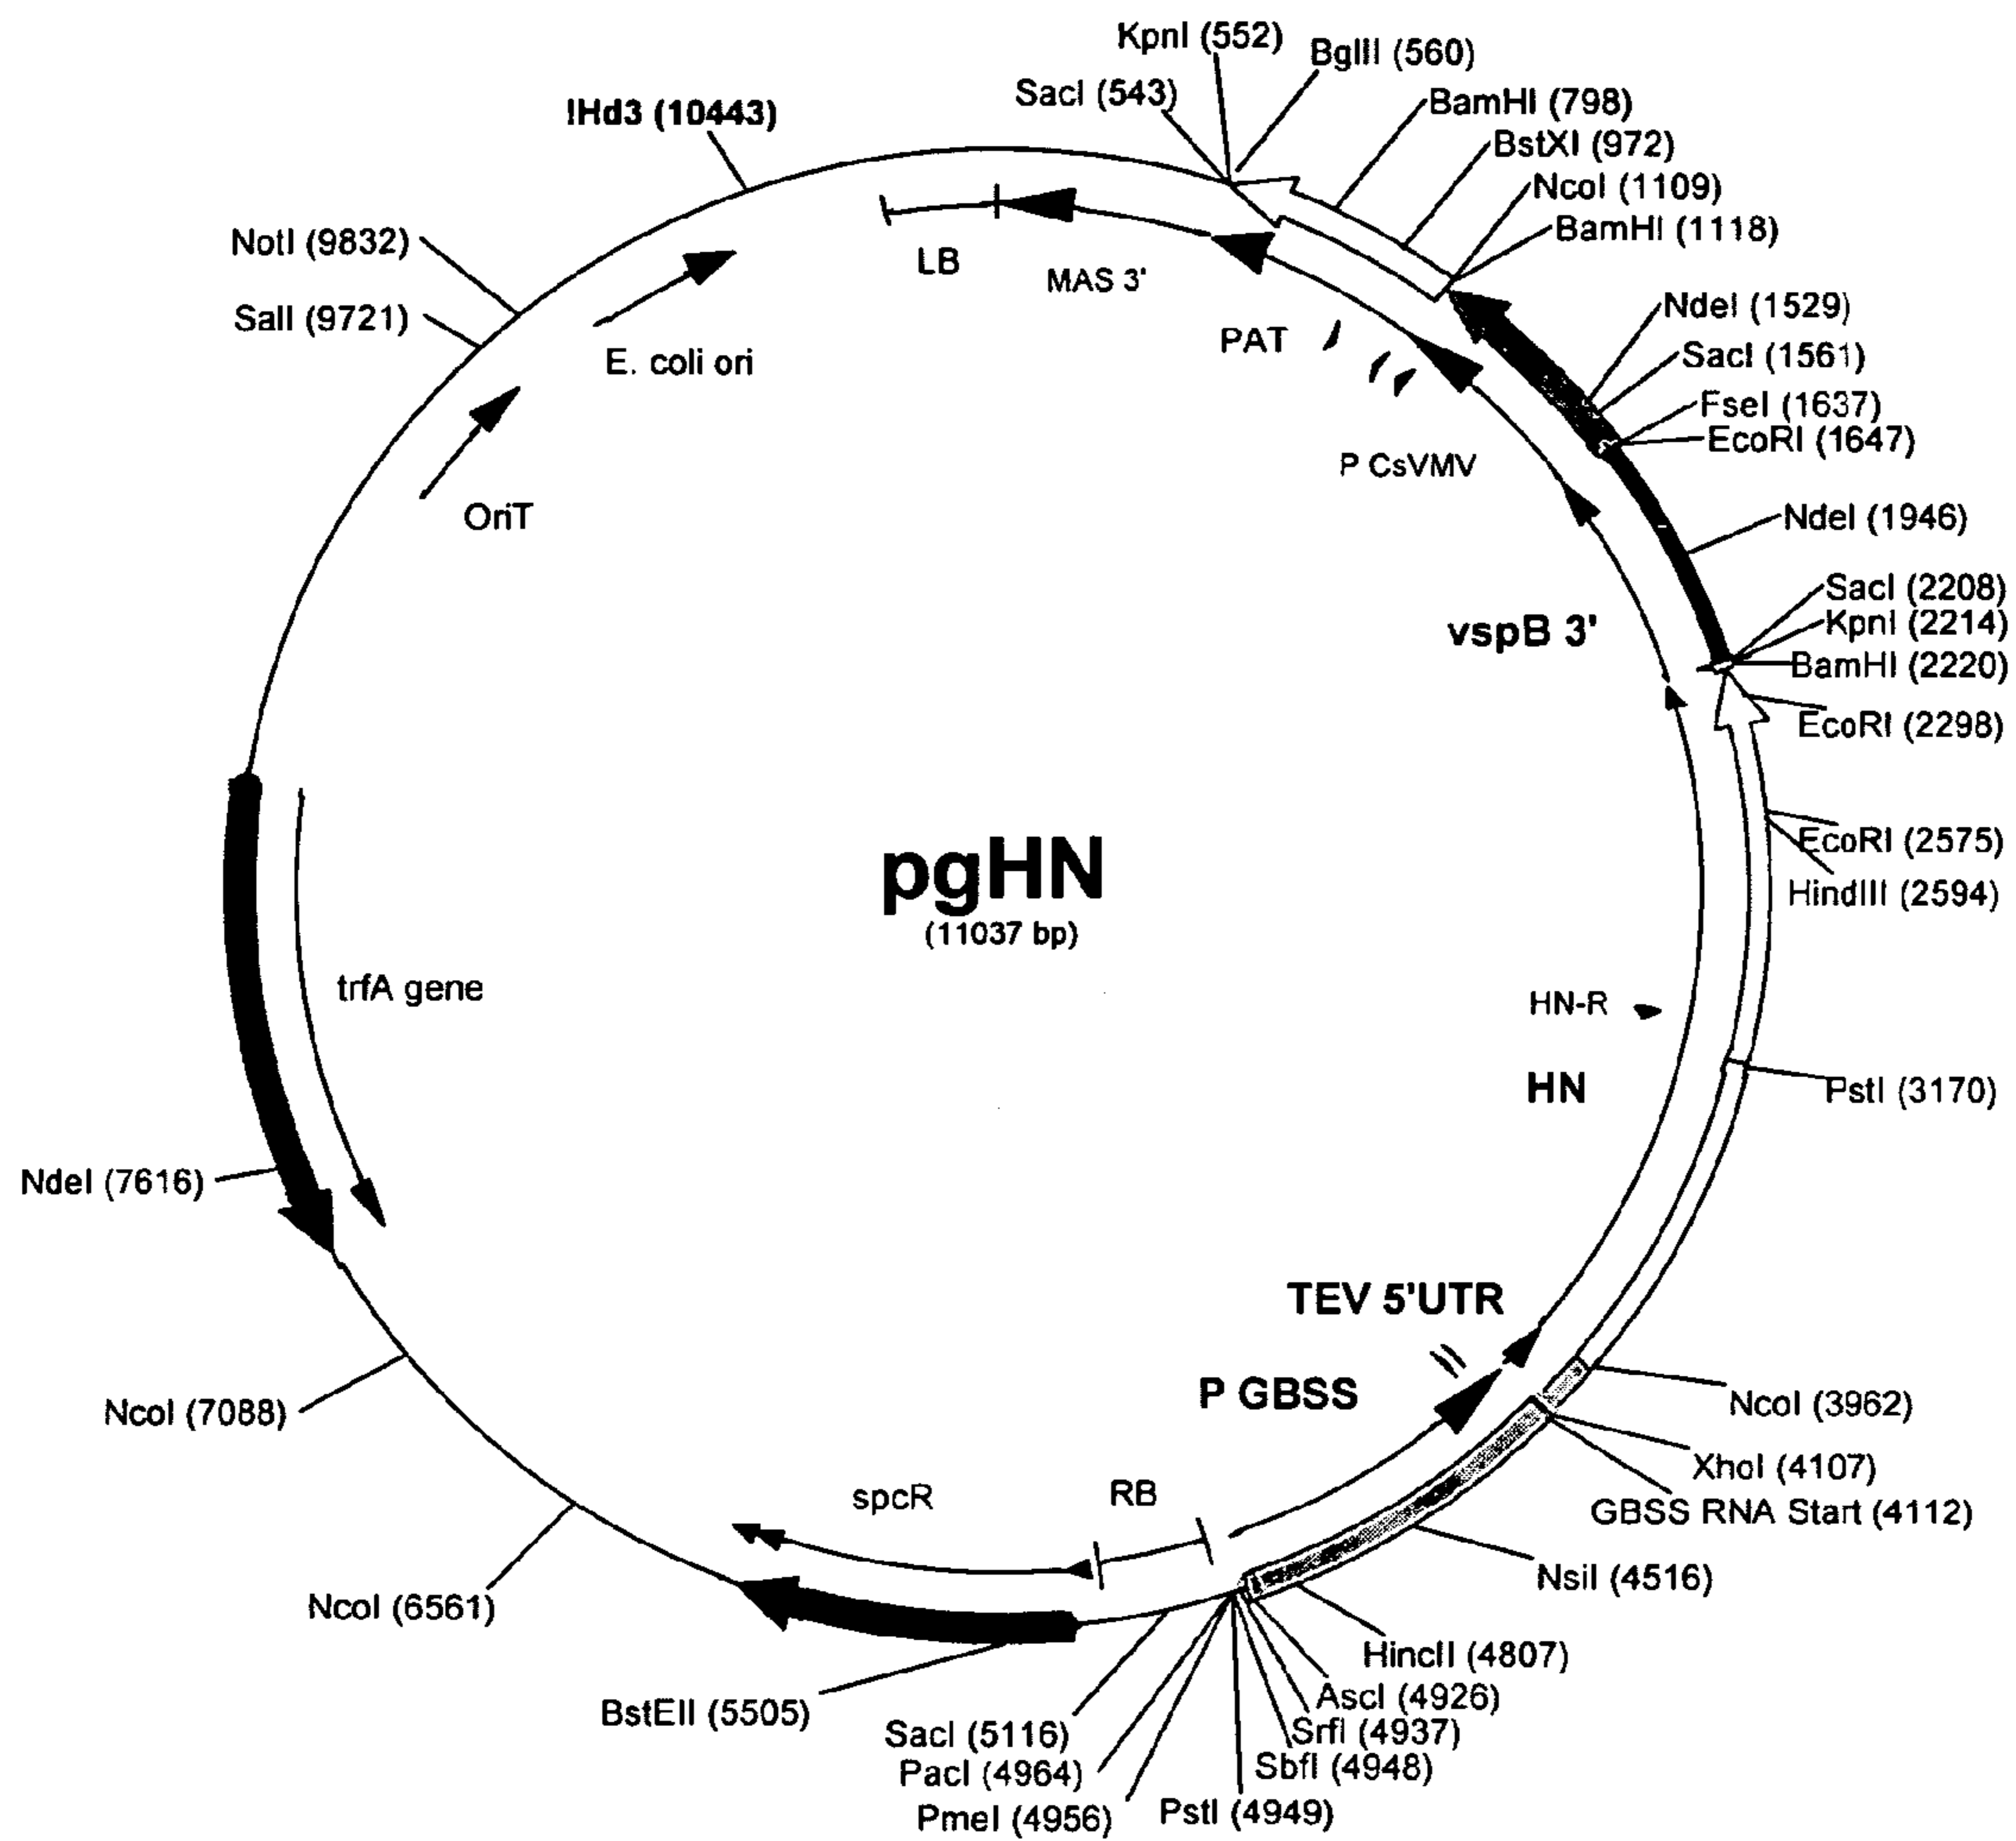 KpnI (552)
BglII (560)
SacI (543)
BamHI (798)
IHd3 (10443)
BstXI (972)
NcoI (1109)
BamHI (1118)
NotI (9832)
LB
MAS 3'
SalI (9721)
NdeI (1529)
PAT
SacI (1561)
E. coli ori
FseI (1637)
EcoRI (1647)
P CsVMV
OriT
NdeI (1946)
SacI (2208)
vspB 3'
KpnI (2214)
BamHI (2220)
EcoRI (2298)
EcoRI (2575)
pgHN
HindIII (2594)
(11037 bp)
trfA gene
HN-R
HN
PstI (3170)
NdeI (7616)
TEV 5'UTR
P GBSS
NcoI (3962)
NcoI (7088)
XhoI (4107)
spcR
RB
GBSS RNA Start (4112)
NsiI (4516)
NcoI (6561)
HincII (4807)
AscI (4926)
BstEII (5505)
SacI (5116)
SrfI (4937)
PacI (4964)
SbfI (4948)
PmeI (4956)
PstI (4949)